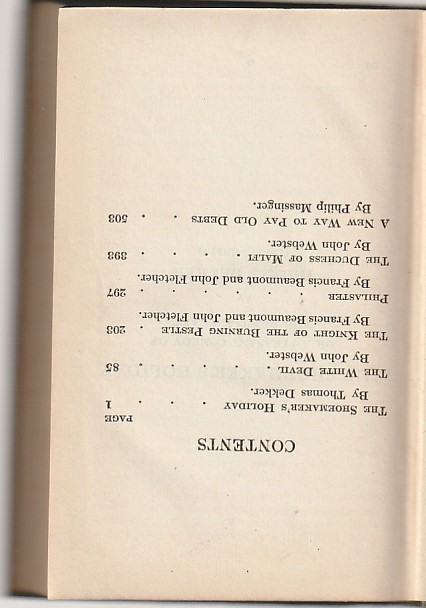 CONTENTS
PAGE
THE SHOEMAKER'S HOLIDAY . . . 1
By Thomas Dekker.
THE WHITE DEVIL . . . . . 85
By John Webster.
THE KNIGHT OF THE BURNING PESTLE . 203
By Francis Beaumont and John Fletcher.
PHILASTER . . . . . . 297
By Francis Beaumont and John Fletcher.
THE DUCHESS OF MALFI . . . . 393
By John Webster.
A NEW WAY TO PAY OLD DEBTS . . 503
By Philip Massinger.